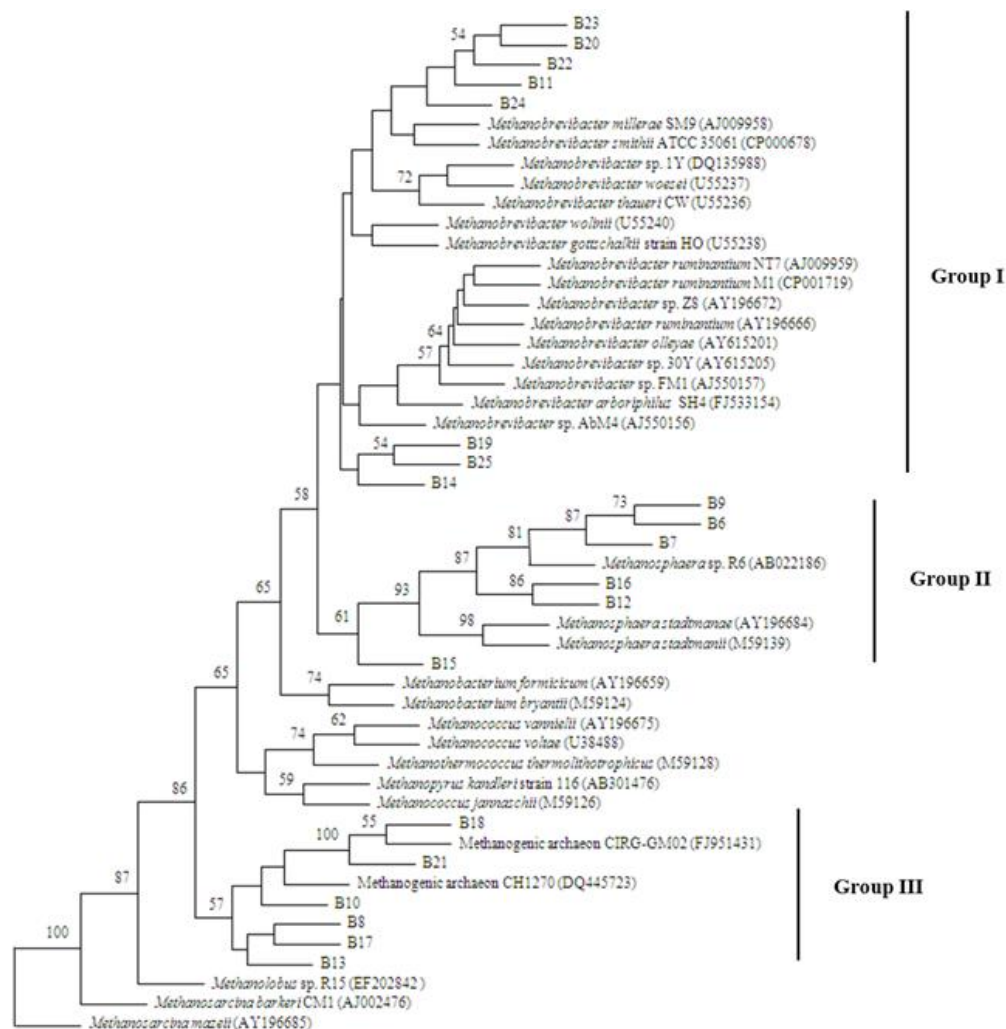 B23
54
B20
B22
B11
B24
Methanobrevibacter millerae SM9 (AJ009958)
Methanobrevibacter smithii ATCC 35061 (CP000678)
Methanobrevibacter sp. 1Y (DQ135988)
72
Methanobrevibacter woesei (U55237)
Methanobrevibacter thaueri CW (U55236)
Methanobrevibacter wolinii (U55240)
Methanobrevibacter gottschalkii strain HO (U55238)
Methanobrevibacter ruminantium NT7 (AJ009959)
Group I
Methanobrevibacter ruminantium M1 (CP001719)
Methanobrevibacter sp. Z8 (AY196672)
Methanobrevibacter ruminantium (AY196666)
64
Methanobrevibacter olleyae (AY615201)
57
Methanobrevibacter sp. 30Y (AY615205)
Methanobrevibacter sp. FM1 (AJ550157)
Methanobrevibacter arboriphilus SH4 (FJ533154)
Methanobrevibacter sp. AbM4 (AJ550156)
54
B19
B25
B14
58
73
B9
87
B6
81
B7
87
Methanosphaera sp. R6 (AB022186)
Group II
86
B16
93
B12
65
61
98
Methanosphaera stadtmanae (AY196684)
Methanosphaera stadtmanii (M59139)
B15
65
74
Methanobacterium formicicum (AY196659)
Methanobacterium bryantii (M59124)
62
Methanococcus vannielii (AY196675)
74
Methanococcus voltae (U38488)
Methanothermococcus thermolithotrophicus (M59128)
86
59
Methanopyrus kandleri strain 116 (AB301476)
Methanococcus jannaschii (M59126)
55
B18
100
Methanogenic archaeon CIRG-GM02 (FJ951431)
B21
87
Methanogenic archaeon CH1270 (DQ445723)
Group III
57
B10
B8
100
B17
B13
Methanolobus sp. R15 (EF202842)
Methanosarcina barkeri CM1 (AJ002476)
Methanosarcina mazeii (AY196685)